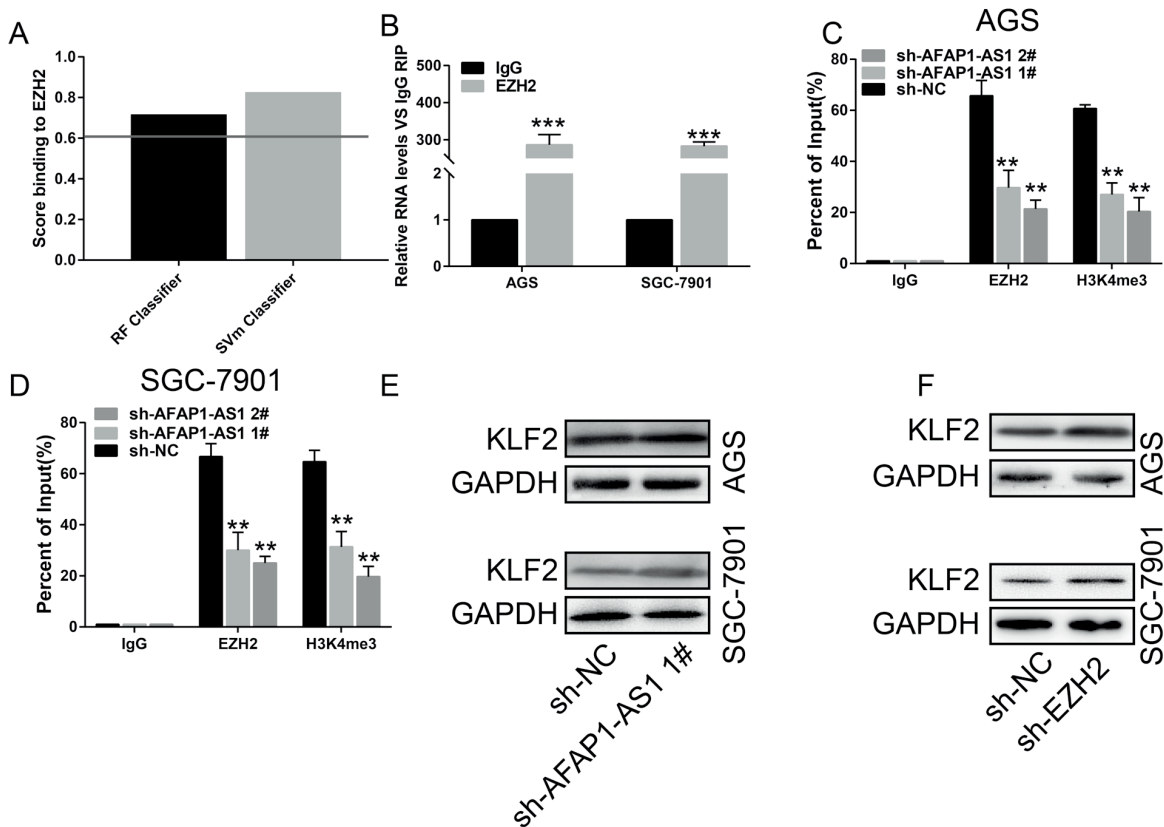 A
Score binding to EZH2
1.0
0.8
0.6
0.4
0.2
0.0
RF Classifier
SVm Classifier
B
Relative RNA levels VS IgG RIP
IgG
EZH2
500
300
100
2
1
0
***
***
AGS
SGC-7901
C
AGS
sh-AFAP1-AS1 2#
sh-AFAP1-AS1 1#
sh-NC
Percent of Input(%)
80
60
40
20
0
**
**
**
**
IgG
EZH2
H3K4me3
D
SGC-7901
sh-AFAP1-AS1 2#
sh-AFAP1-AS1 1#
sh-NC
Percent of Input(%)
80
60
40
20
0
**
**
**
**
IgG
EZH2
H3K4me3
E
KLF2
GAPDH
AGS
KLF2
GAPDH
SGC-7901
sh-NC
sh-AFAP1-AS1 1#
F
KLF2
GAPDH
AGS
KLF2
GAPDH
SGC-7901
sh-NC
sh-EZH2